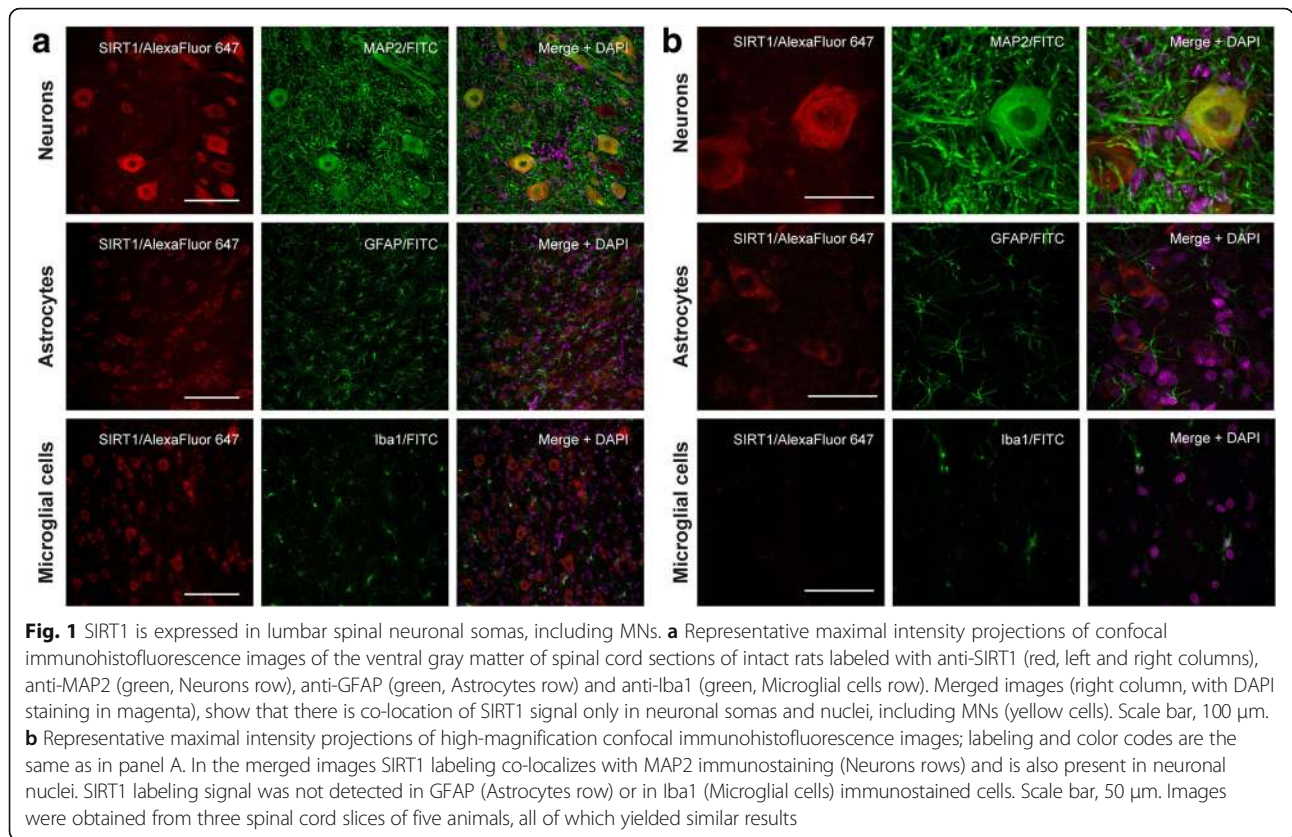 a
b
SIRT1/AlexaFluor 647
MAP2/FITC
Merge + DAPI
SIRT1/AlexaFluor 647
MAP2/FITC
Merge + DAPI
Neurons
Neurons
SIRT1/AlexaFluor 647
GFAP/FITC
Merge + DAPI
SIRT1/AlexaFluor 647
GFAP/FITC
Merge + DAPI
Astrocytes
Astrocytes
SIRT1/AlexaFluor 647
Iba1/FITC
Merge + DAPI
SIRT1/AlexaFluor 647
Iba1/FITC
Merge + DAPI
Microglial cells
Microglial cells
Fig. 1 SIRT1 is expressed in lumbar spinal neuronal somas, including MNs. a Representative maximal intensity projections of confocal
immunohistofluorescence images of the ventral gray matter of spinal cord sections of intact rats labeled with anti-SIRT1 (red, left and right columns),
anti-MAP2 (green, Neurons row), anti-GFAP (green, Astrocytes row) and anti-Iba1 (green, Microglial cells row). Merged images (right column, with DAPI
staining in magenta), show that there is co-location of SIRT1 signal only in neuronal somas and nuclei, including MNs (yellow cells). Scale bar, 100 μm.
b Representative maximal intensity projections of high-magnification confocal immunohistofluorescence images; labeling and color codes are the
same as in panel A. In the merged images SIRT1 labeling co-localizes with MAP2 immunostaining (Neurons rows) and is also present in neuronal
nuclei. SIRT1 labeling signal was not detected in GFAP (Astrocytes row) or in Iba1 (Microglial cells) immunostained cells. Scale bar, 50 μm. Images
were obtained from three spinal cord slices of five animals, all of which yielded similar results